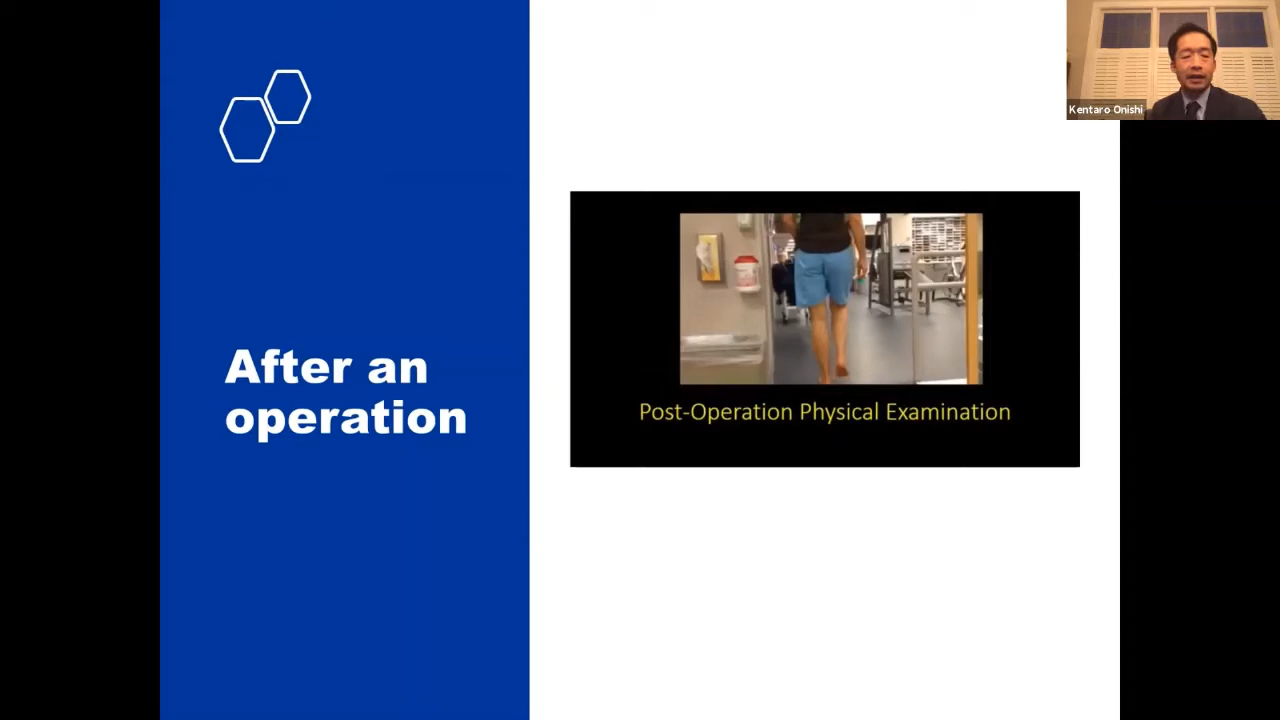 Kentaro Onishi
After an
operation
Post-Operation Physical Examination